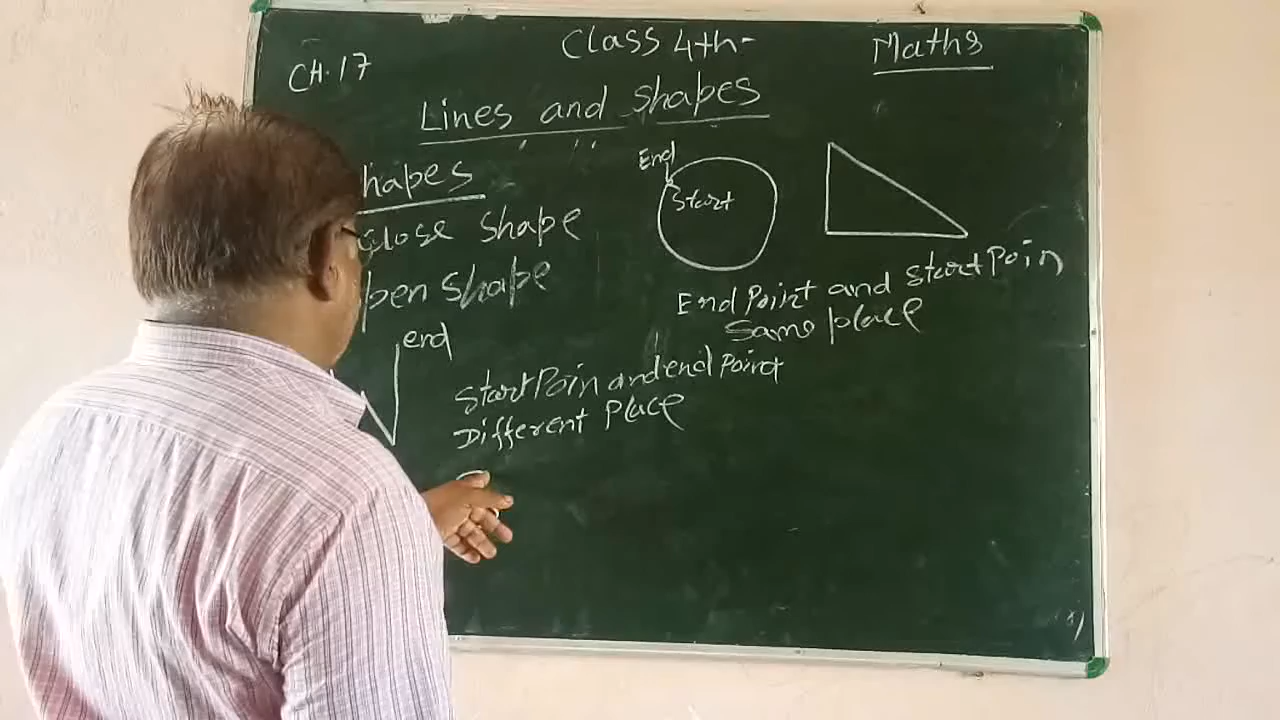 CH.17
Class 4th-
Maths
Lines and shapes
hapes
Close shape
pen shape
end
Start Poin and end Point
Different Place
End
Start
End Point and Start Poin
Same place